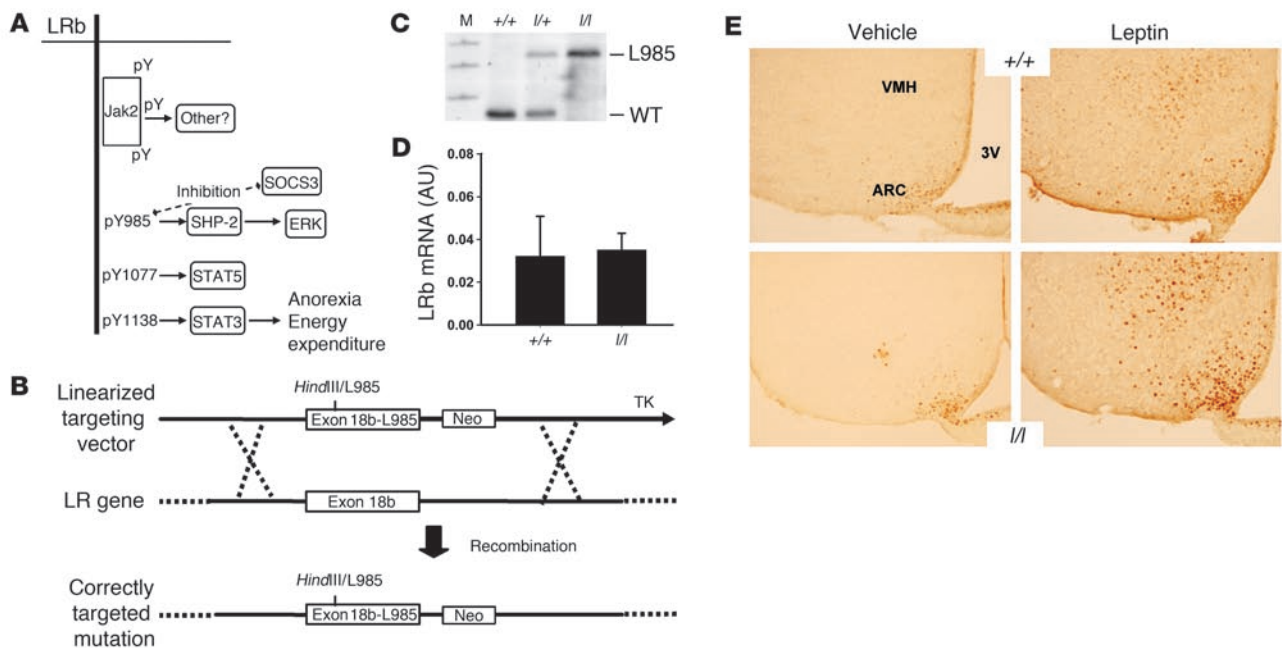 A
LRb
pY
Jak2
pY
Other?
pY
Inhibition
SOCS3
pY985
SHP-2
ERK
pY1077
STAT5
pY1138
STAT3
Anorexia
Energy
expenditure
B
Linearized
targeting
vector
HindIII/L985
Exon 18b-L985
Neo
TK
LR gene
Exon 18b
Recombination
Correctly
targeted
mutation
HindIII/L985
Exon 18b-L985
Neo
C
M +/+ l/+ l/l
L985
WT
D
LRb mRNA (AU)
0.08
0.06
0.04
0.02
0.00
+/+ l/l
E
Vehicle Leptin
+/+
VMH
3V
ARC
l/l